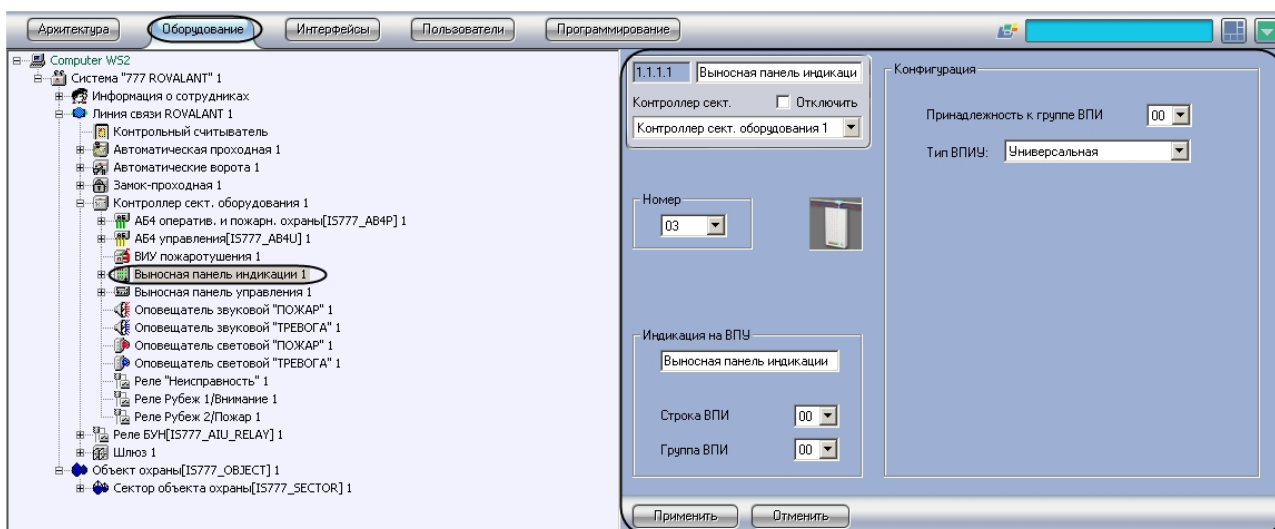 Архитектура Оборудование Интерфейсы Пользователи Программирование
Computer WS2
Система "777 ROVALANT" 1
Информация о сотрудниках
Линия связи ROVALANT 1
Контрольный считыватель
Автоматическая проходная 1
Автоматические ворота 1
Замок-проходная 1
Контроллер сект. оборудования 1
АБ4 оператив. и пожарн. охраны[IS777_AB4P] 1
АБ4 управления[IS777_AB4U] 1
ВИУ пожаротушения 1
Выносная панель индикации 1
Выносная панель управления 1
Оповещатель звуковой "ПОЖАР" 1
Оповещатель звуковой "ТРЕВОГА" 1
Оповещатель световой "ПОЖАР" 1
Оповещатель световой "ТРЕВОГА" 1
Реле "Неисправность" 1
Реле Рубеж 1/Внимание 1
Реле Рубеж 2/Пожар 1
Реле БУН[IS777_AIU_RELAY] 1
Шлюз 1
Объект охраны[IS777_OBJECT] 1
Сектор объекта охраны[IS777_SECTOR] 1
1.1.1.1 Выносная панель индикаци
Контроллер сект. Отключить
Контроллер сект. оборудования 1
Номер
03
Индикация на ВПУ
Выносная панель индикации
Строка ВПИ 00
Группа ВПИ 00
Конфигурация
Принадлежность к группе ВПИ 00
Тип ВПИУ: Универсальная
Применить Отменить